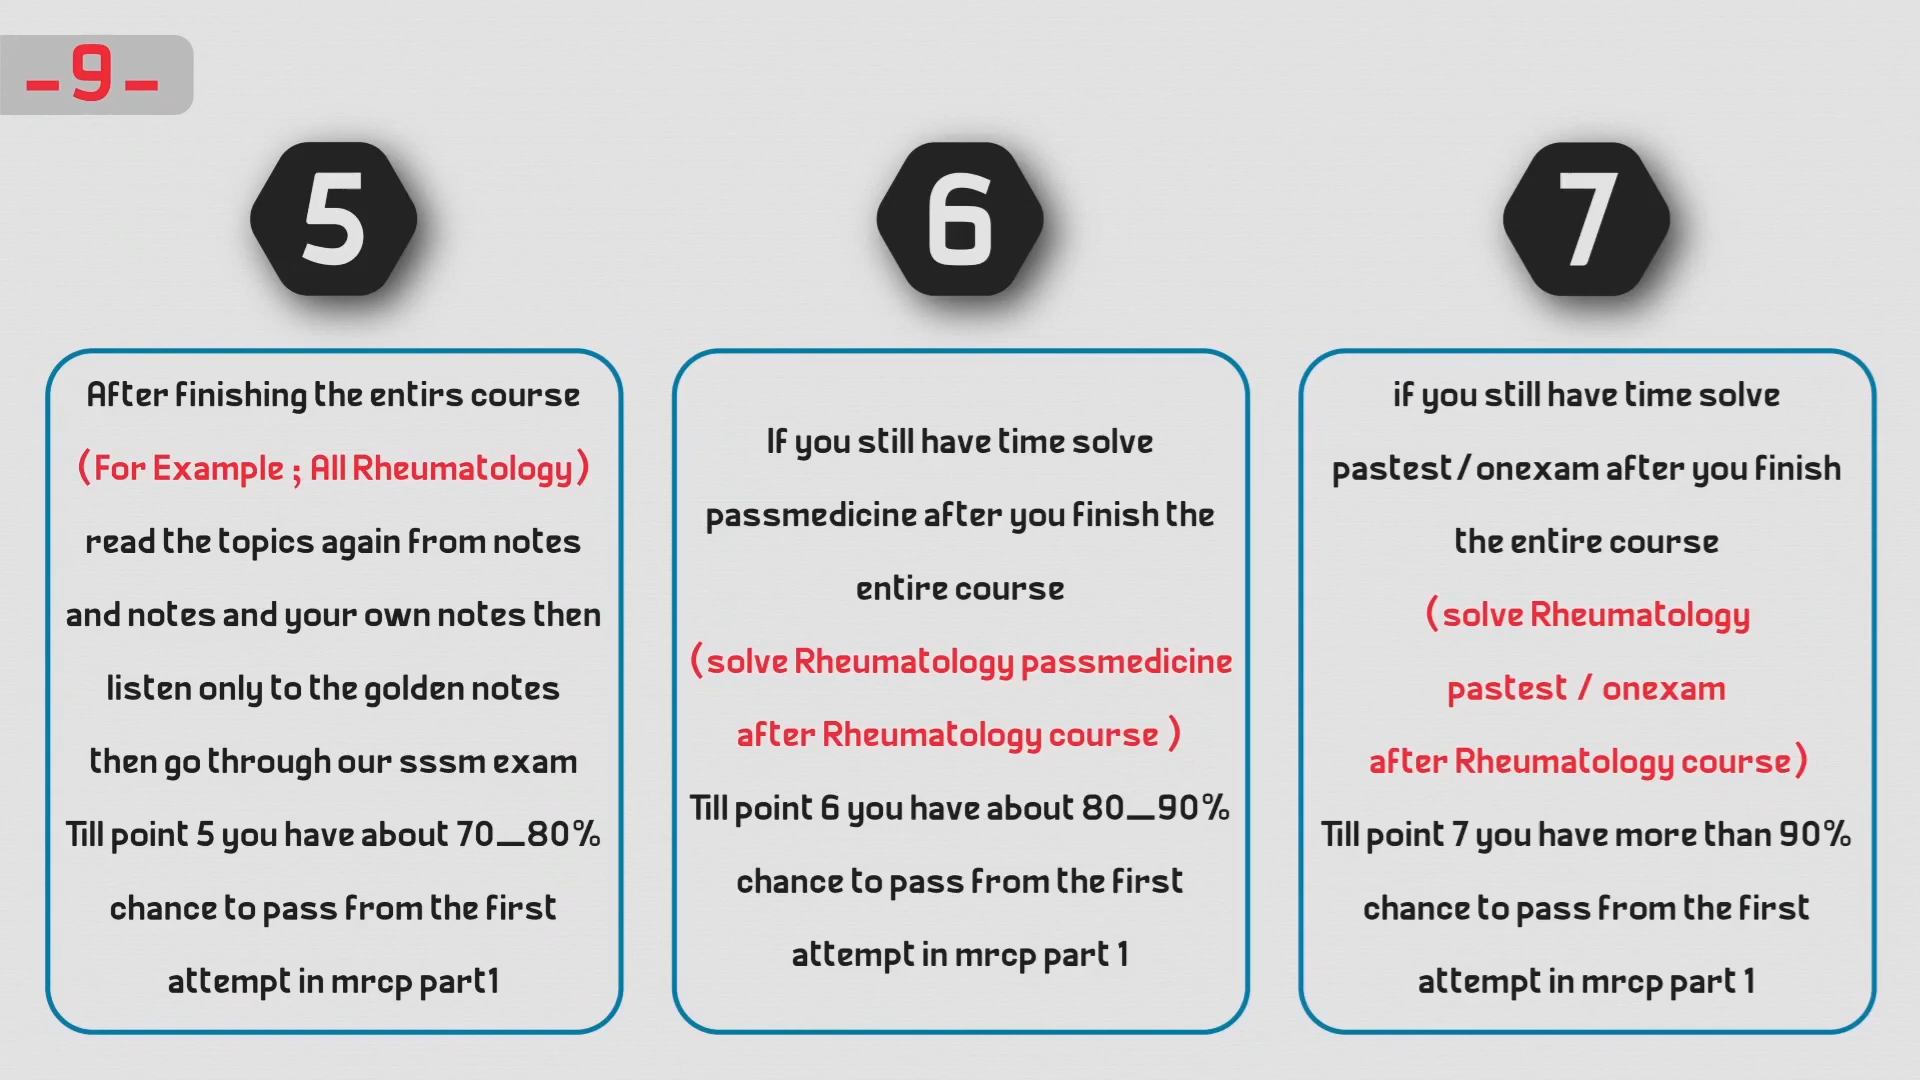 -9-
5
After finishing the entirs course
(For Example ; All Rheumatology)
read the topics again from notes
and notes and your own notes then
listen only to the golden notes
then go through our sssm exam
Till point 5 you have about 70_80%
chance to pass from the first
attempt in mrcp part1
6
If you still have time solve
passmedicine after you finish the
entire course
(solve Rheumatology passmedicine
after Rheumatology course )
Till point 6 you have about 80_90%
chance to pass from the first
attempt in mrcp part 1
7
if you still have time solve
pastest/onexam after you finish
the entire course
(solve Rheumatology
pastest / onexam
after Rheumatology course)
Till point 7 you have more than 90%
chance to pass from the first
attempt in mrcp part 1